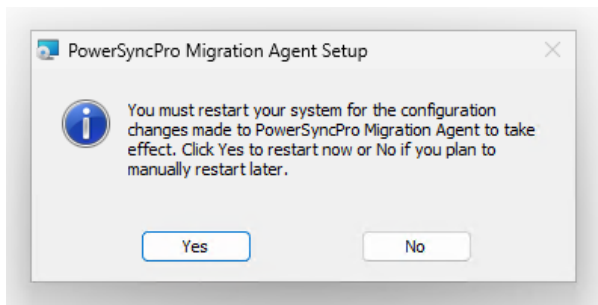 PowerSyncPro Migration Agent Setup
You must restart your system for the configuration
changes made to PowerSyncPro Migration Agent to take
effect. Click Yes to restart now or No if you plan to
manually restart later.
Yes
No